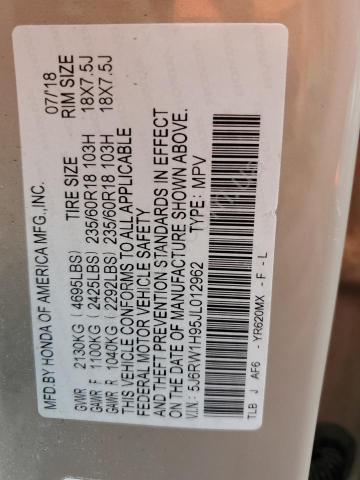 MFD.BY HONDA OF AMERICA MFG.,INC. 07/18
TIRE SIZE RIM SIZE
GVWR 2130KG ( 4695LBS)
GAWR F 1100KG ( 2425LBS) 235/60R18 103H 18X7.5J
GAWR R 1040KG ( 2292LBS) 235/60R18 103H 18X7.5J
THIS VEHICLE CONFORMS TO ALL APPLICABLE
FEDERAL MOTOR VEHICLE SAFETY
AND THEFT PREVENTION STANDARDS IN EFFECT
ON THE DATE OF MANUFACTURE SHOWN ABOVE.
V.I.N.: 5J6RW1H95JL012962 TYPE: MPV
TLB J AF6 -YR620MX -F -L